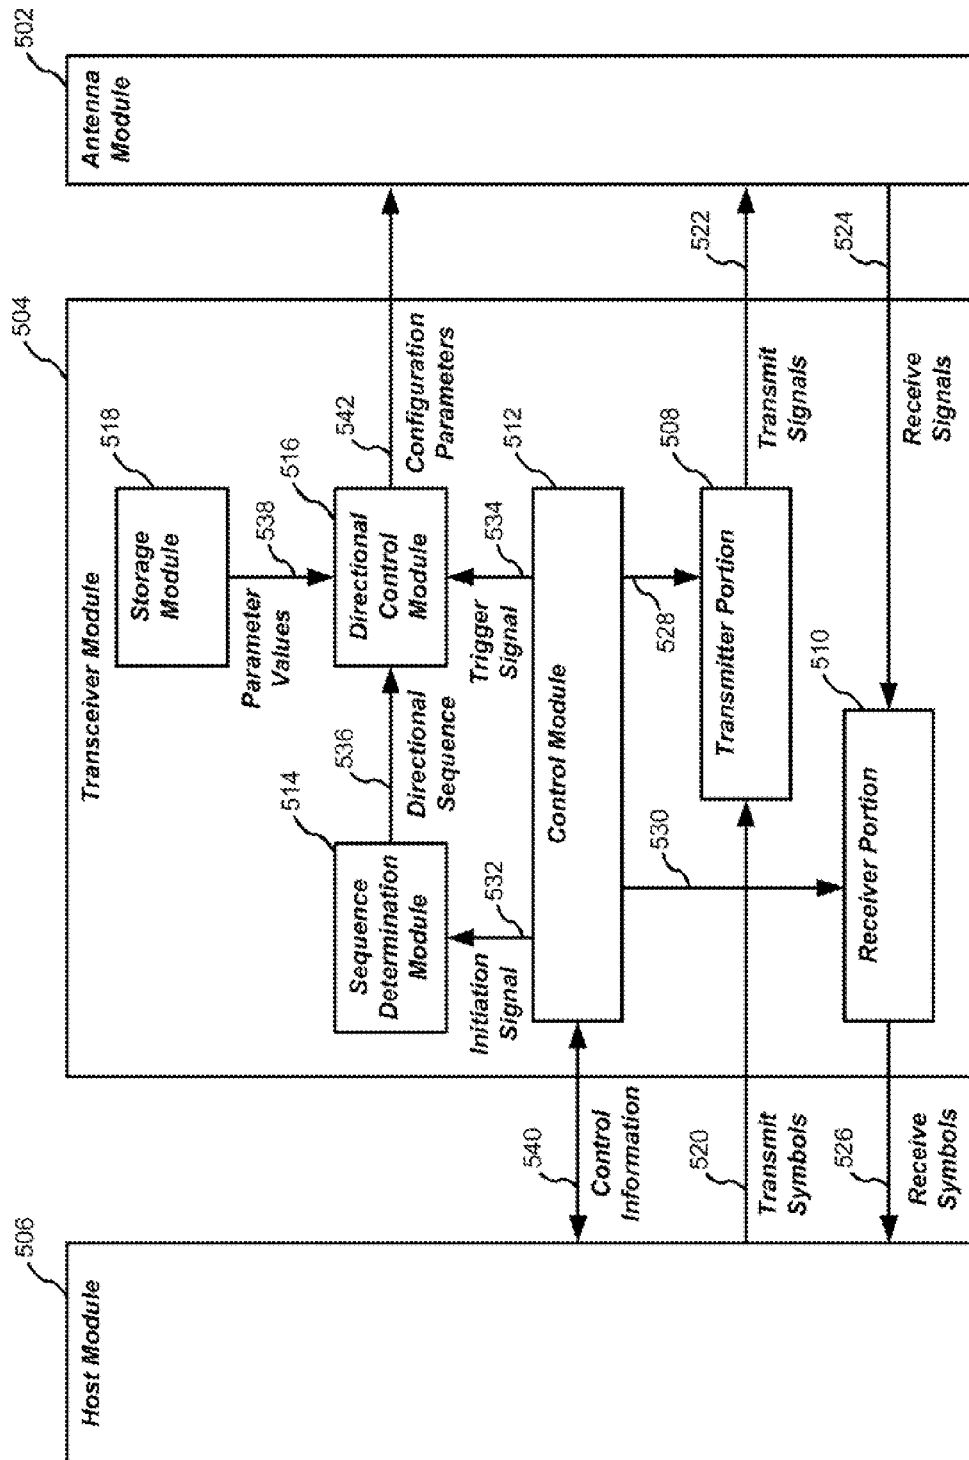 506
Host Module
540
Control
Information
520
Transmit
Symbols
526
Receive
Symbols
504
Transceiver Module
518
Storage
Module
538
Parameter
Values
514
Sequence
Determination
Module
536
Directional
Sequence
516
Directional
Control
Module
542
Configuration
Parameters
532
Initiation
Signal
534
Trigger
Signal
512
Control Module
528
530
508
Transmitter Portion
510
Receiver Portion
522
Transmit
Signals
524
Receive
Signals
502
Antenna
Module